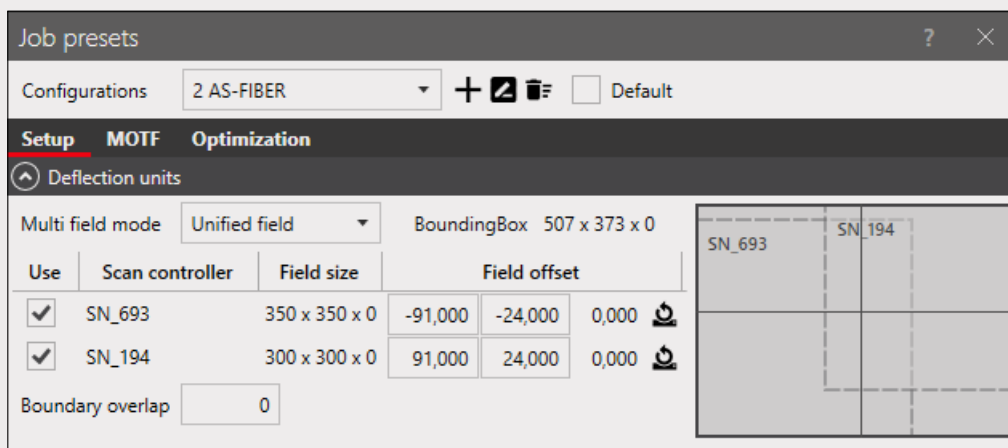 Job presets ?
Configurations 2 AS-FIBER Default
Setup MOTF Optimization
Deflection units
Multi field mode Unified field BoundingBox 507 x 373 x 0
SN_693 SN_194
Use Scan controller Field size Field offset
SN_693 350 x 350 x 0 -91,000 -24,000 0,000
SN_194 300 x 300 x 0 91,000 24,000 0,000
Boundary overlap 0